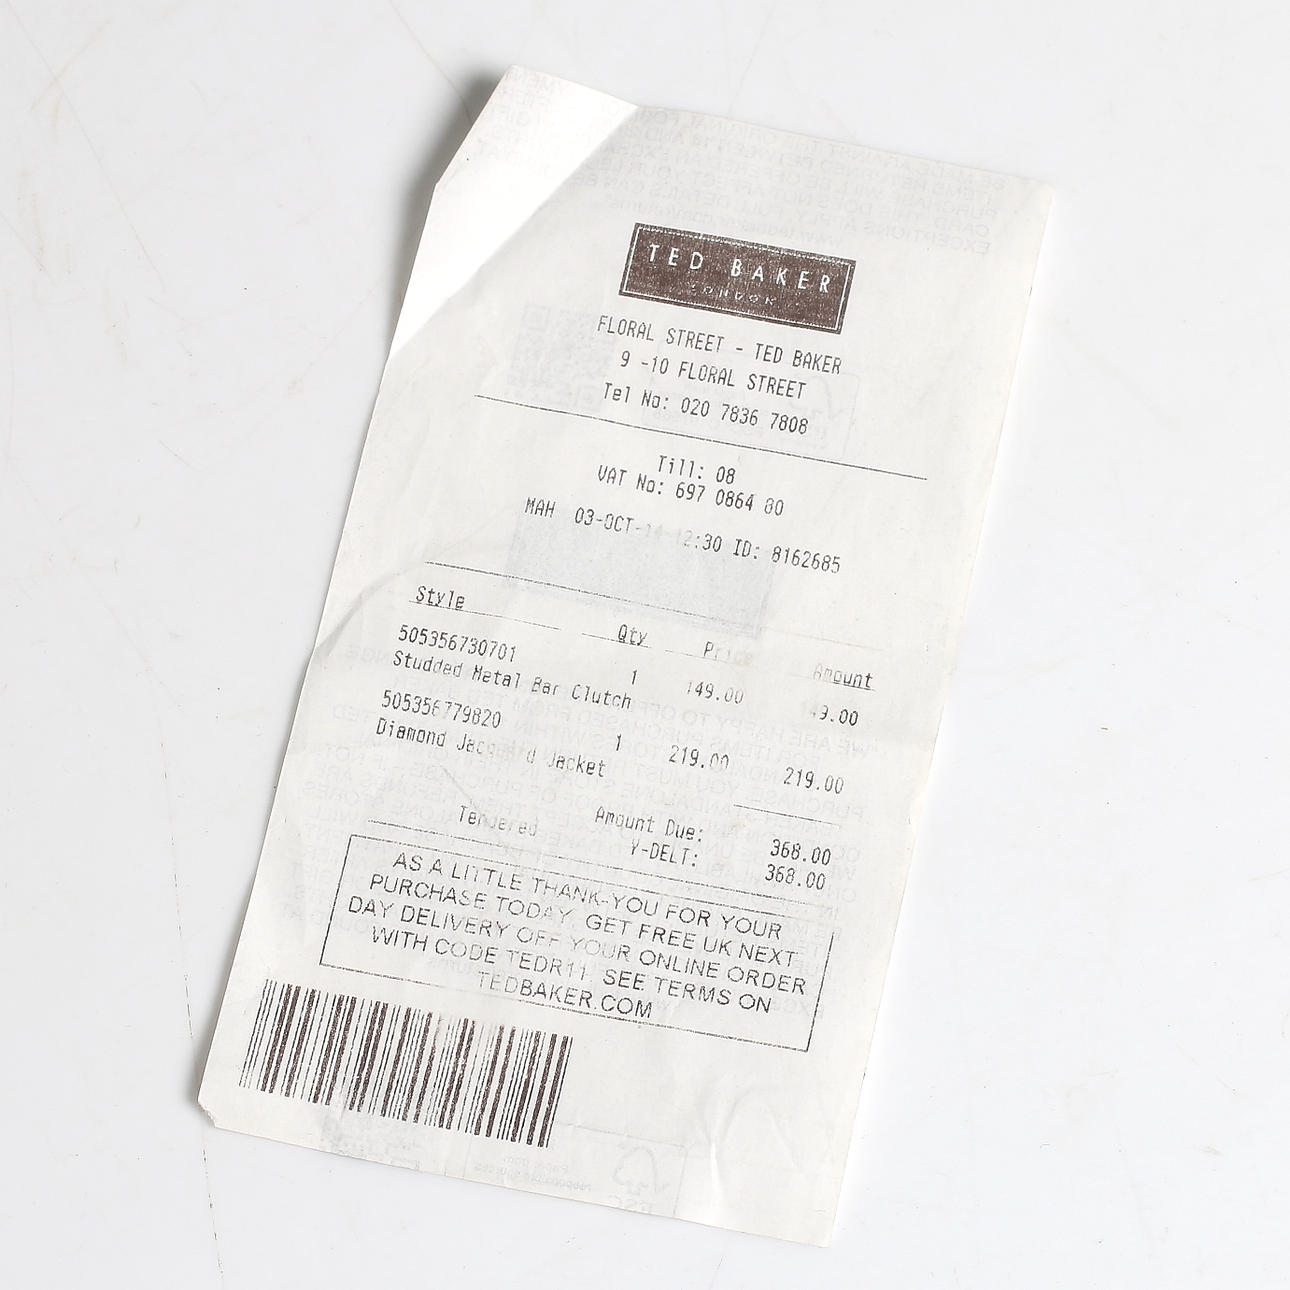 TED BAKER
LONDON
FLORAL STREET - TED BAKER
9 -10 FLORAL STREET
Tel No: 020 7836 7808
Till: 08
VAT No: 697 0864 80
MAH 03-OCT-14 12:30 ID: 8162685
Style Qty Price Amount
505356730701
1 149.00 149.00
Studded Metal Bar Clutch
505356779820
1 219.00 219.00
Diamond Jacquard Jacket
Amount Due: 368.00
Tendered Y-DELT: 368.00
AS A LITTLE THANK-YOU FOR YOUR
PURCHASE TODAY, GET FREE UK NEXT
DAY DELIVERY OFF YOUR ONLINE ORDER
WITH CODE TEDR11. SEE TERMS ON
TEDBAKER.COM